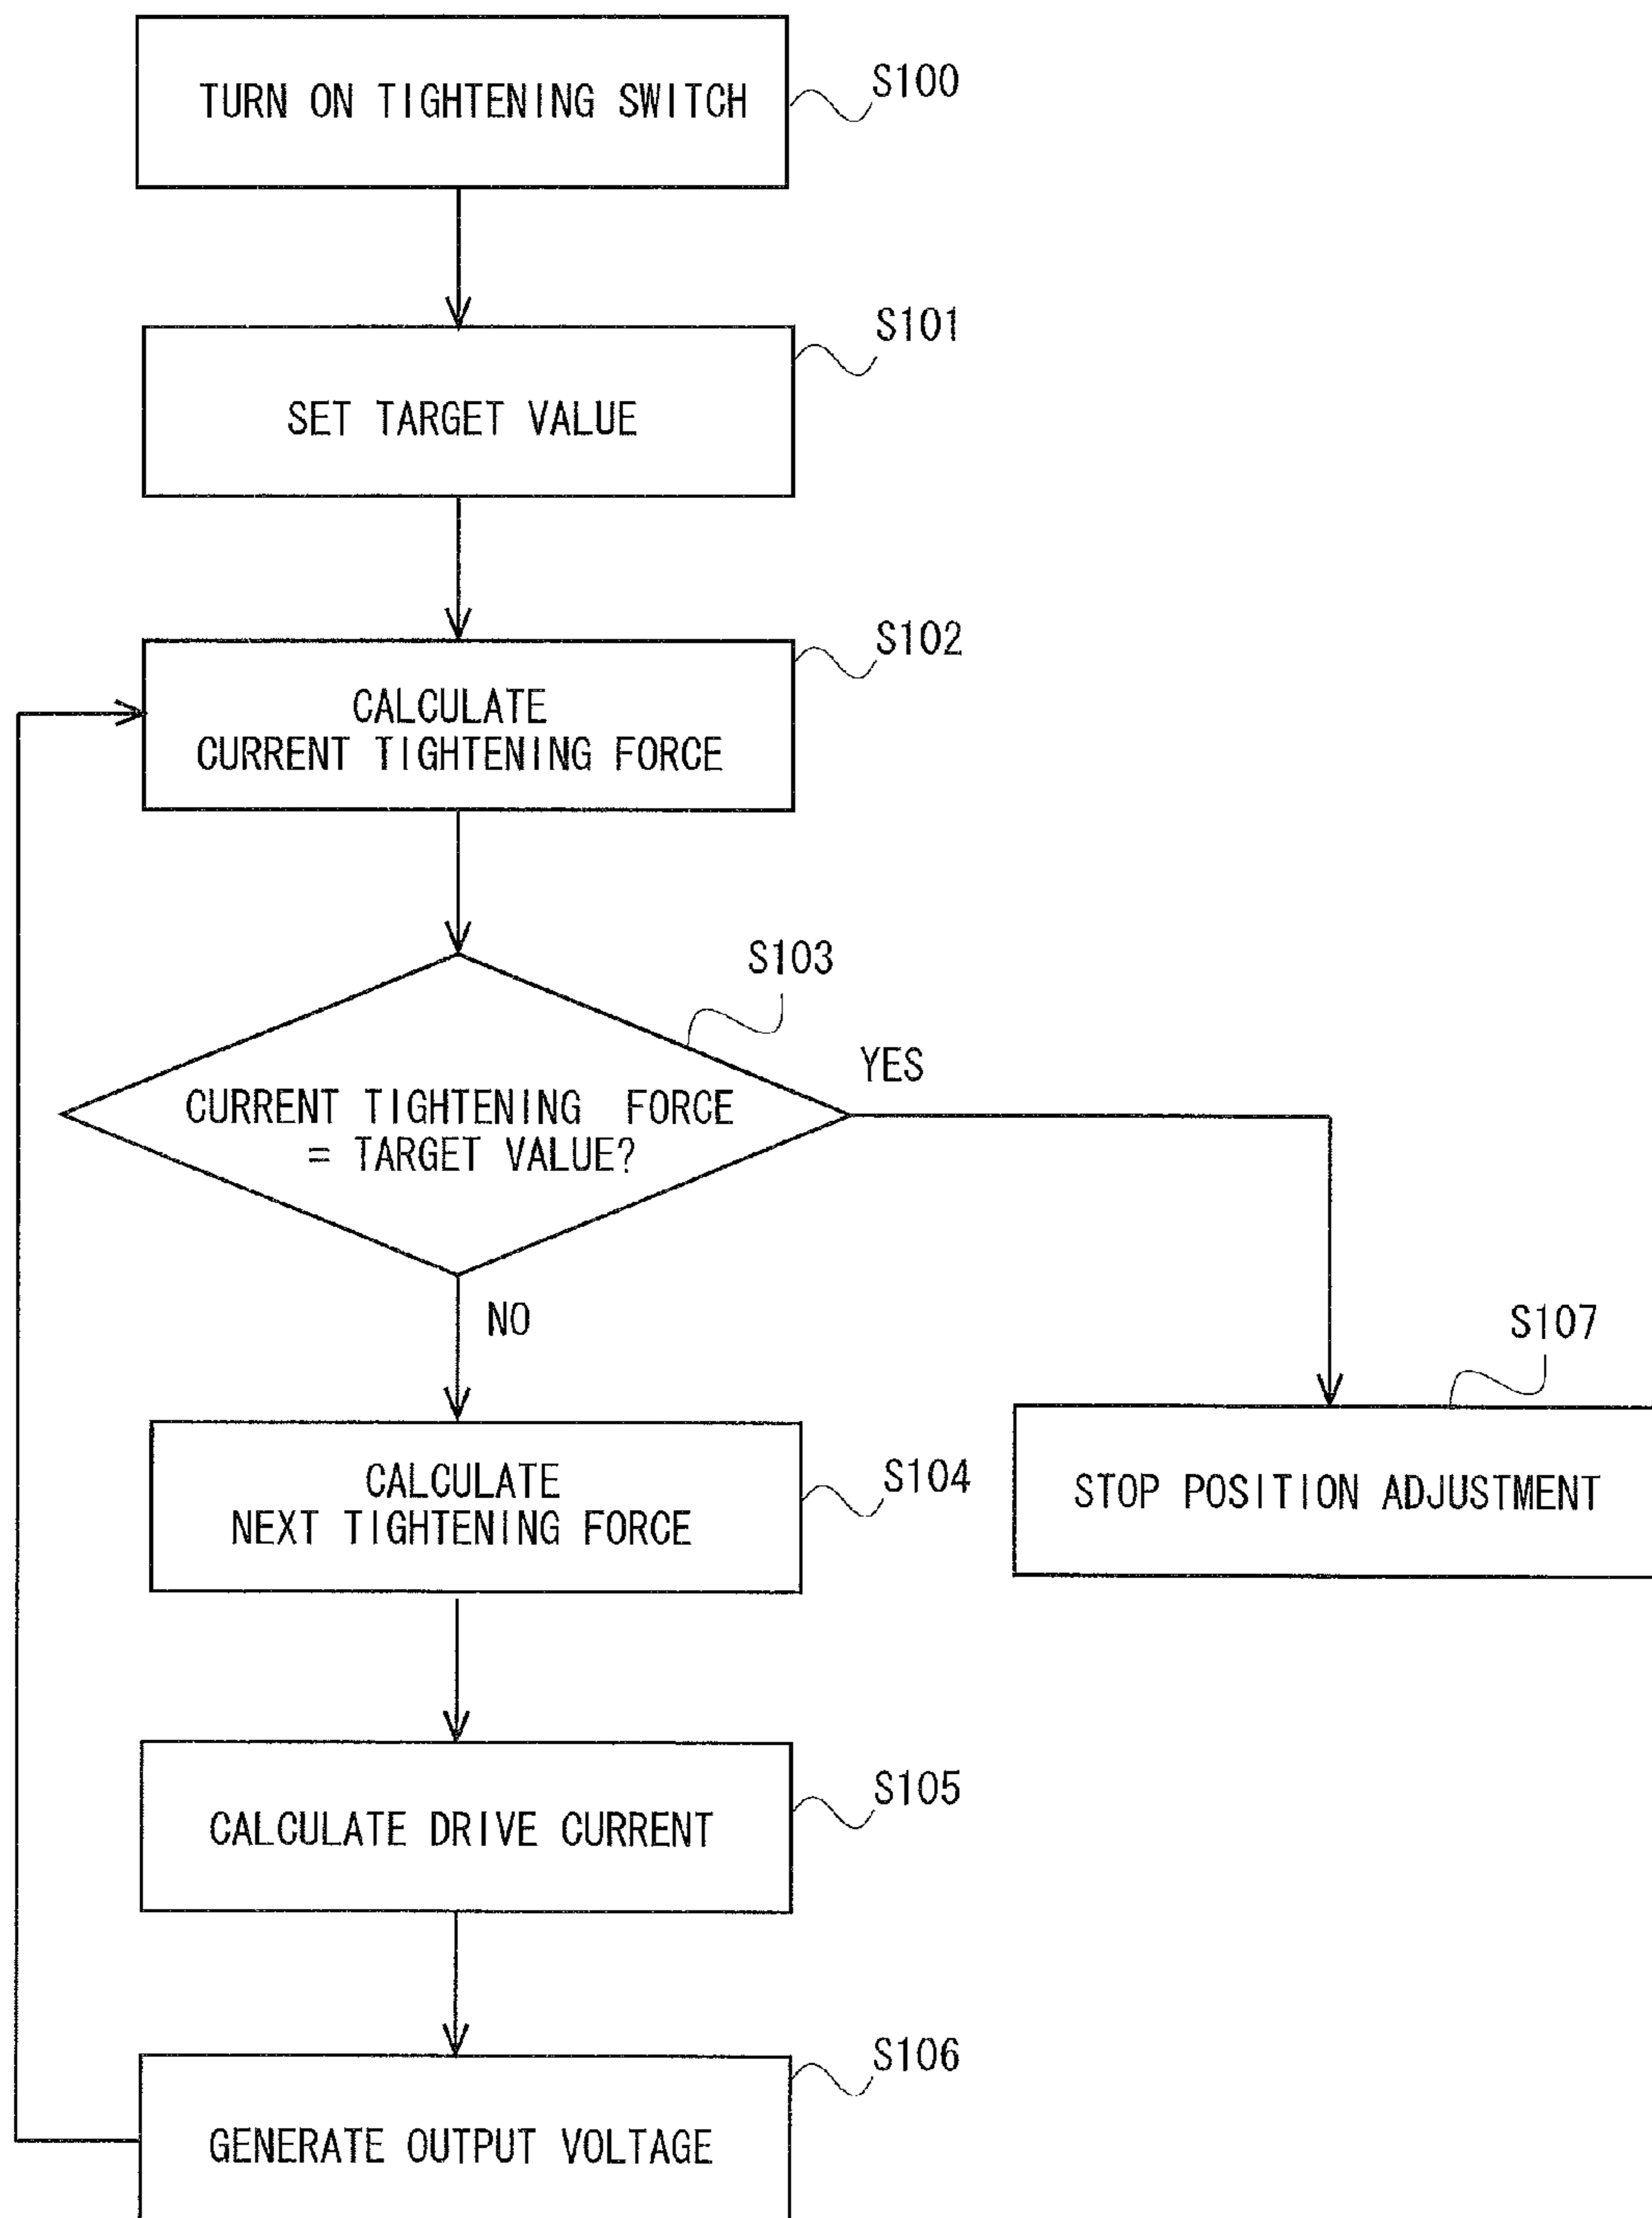 TURN ON TIGHTENING SWITCH
S100
S101
SET TARGET VALUE
S102
CALCULATE
CURRENT TIGHTENING FORCE
S103
YES
CURRENT TIGHTENING FORCE
= TARGET VALUE?
NO
S107
STOP POSITION ADJUSTMENT
S104
CALCULATE
NEXT TIGHTENING FORCE
S105
CALCULATE DRIVE CURRENT
S106
GENERATE OUTPUT VOLTAGE